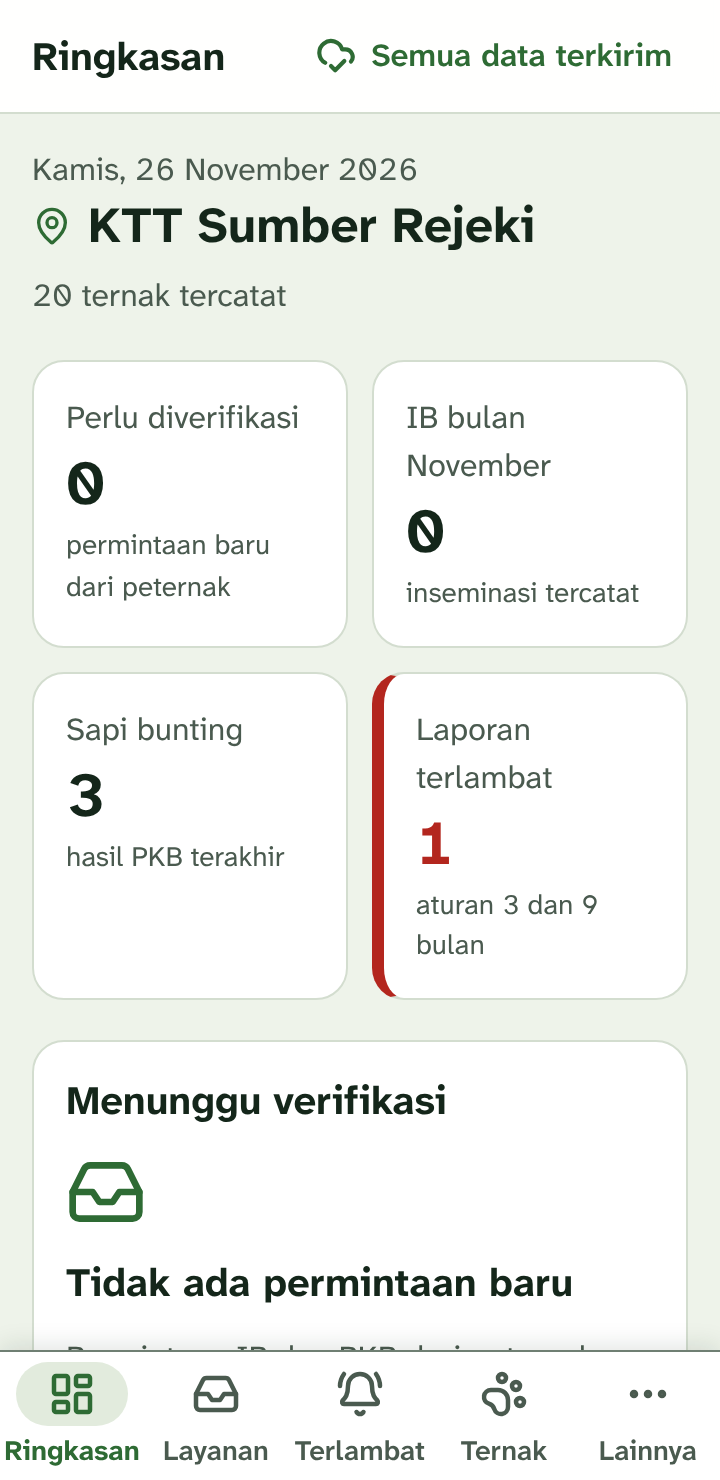 Ringkasan
Semua data terkirim
Kamis, 26 November 2026
KTT Sumber Rejeki
20 ternak tercatat
Perlu diverifikasi
0
permintaan baru
dari peternak
IB bulan
November
0
inseminasi tercatat
Sapi bunting
3
hasil PKB terakhir
Laporan
terlambat
1
aturan 3 dan 9
bulan
Menunggu verifikasi
Tidak ada permintaan baru
Ringkasan
Layanan
Terlambat
Ternak
Lainnya